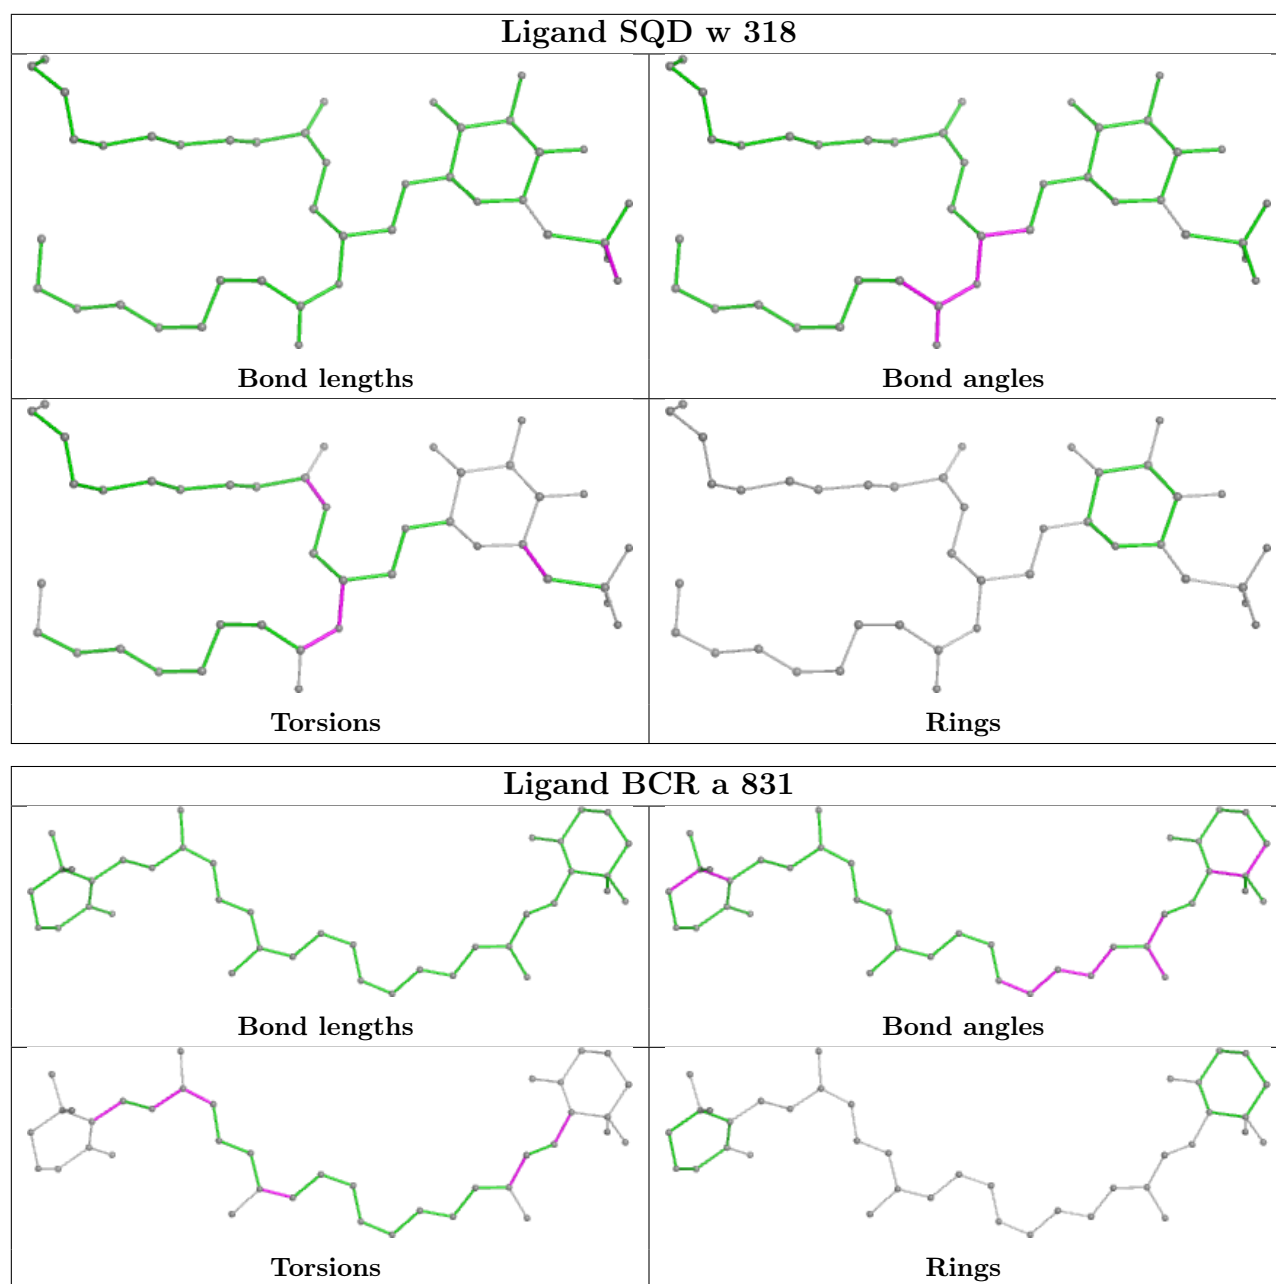 Ligand SQD w 318
Bond lengths
Bond angles
Torsions
Rings
Ligand BCR a 831
Bond lengths
Bond angles
Torsions
Rings